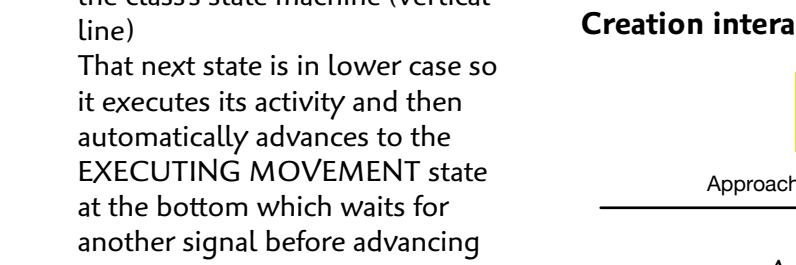 the class's state machine (vertical
line)
That next state is in lower case so
it executes its activity and then
automatically advances to the
EXECUTING MOVEMENT state
at the bottom which waits for
another signal before advancing
Creation intera
Approach